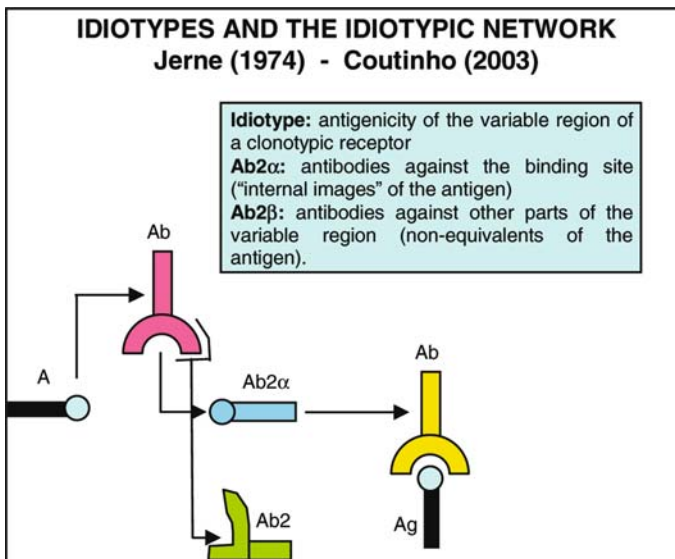 IDIOTYPES AND THE IDIOTYPIC NETWORK
Jerne (1974) - Coutinho (2003)
Idiotype: antigenicity of the variable region of
a clonotypic receptor
Ab2α: antibodies against the binding site
("internal images" of the antigen)
Ab2β: antibodies against other parts of the
variable region (non-equivalents of the
antigen).
Ab
A
Ab2α
Ab
Ab2
Ag